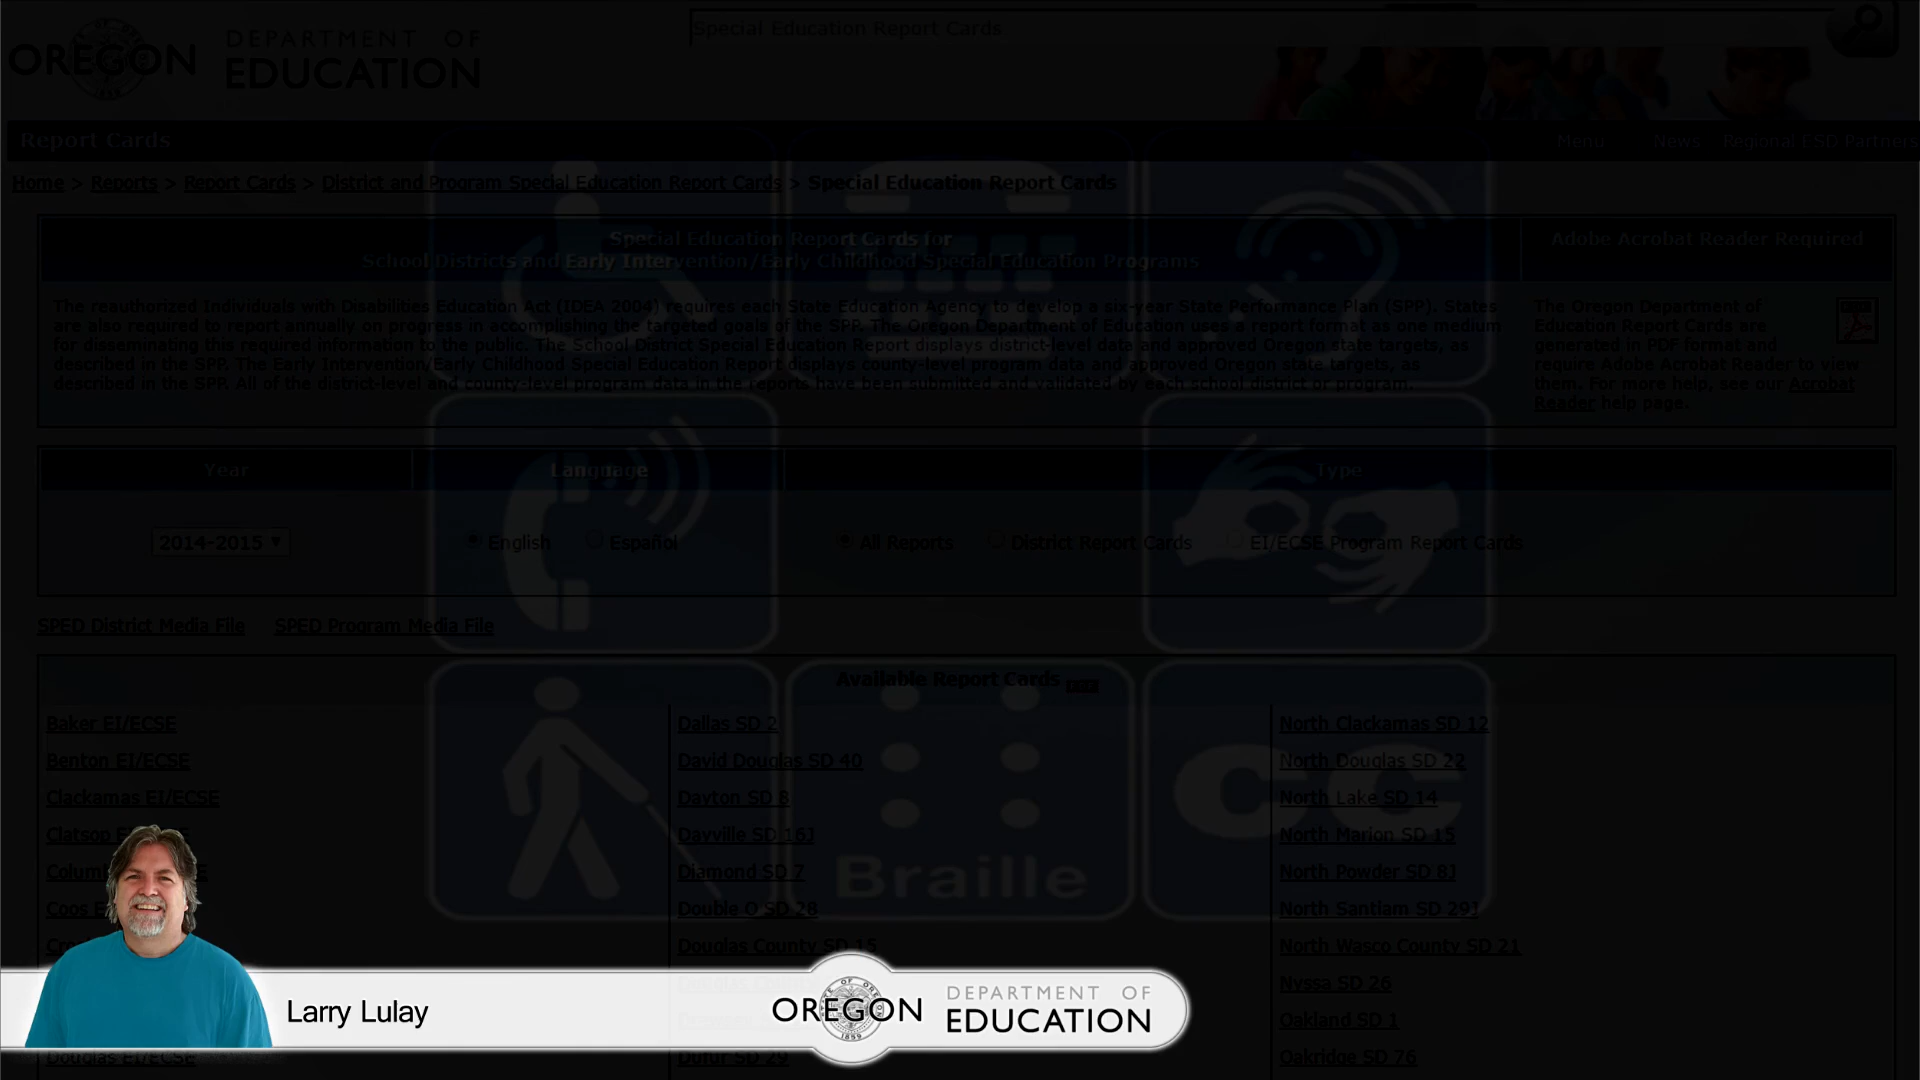 OREGON
DEPARTMENT OF
EDUCATION
Special Education Report Cards
Report Cards
Menu News Regional ESD Partners
Home > Reports > Report Cards > District and Program Special Education Report Cards > Special Education Report Cards
Special Education Report Cards for
School Districts and Early Intervention/Early Childhood Special Education Programs
Adobe Acrobat Reader Required
The reauthorized Individuals with Disabilities Education Act (IDEA 2004) requires each State Education Agency to develop a six-year State Performance Plan (SPP). States
are also required to report annually on progress in accomplishing the targeted goals of the SPP. The Oregon Department of Education uses a report format as one medium
for disseminating this required information to the public. The School District Special Education Report displays district-level data and approved Oregon state targets, as
described in the SPP. The Early Intervention/Early Childhood Special Education Report displays county-level program data and approved Oregon state targets, as
described in the SPP. All of the district-level and county-level program data in the reports have been submitted and validated by each school district or program.
The Oregon Department of
Education Report Cards are
generated in PDF format and
require Adobe Acrobat Reader to view
them. For more help, see our Acrobat
Reader help page.
Year Language Type
2014-2015 English Español All Reports District Report Cards EI/ECSE Program Report Cards
SPED District Media File SPED Program Media File
Available Report Cards
Baker EI/ECSE
Benton EI/ECSE
Clackamas EI/ECSE
Clatsop
Douglas EI/ECSE
Dallas SD 2
David Douglas SD 40
Dayton SD 8
Dayville SD 16J
Diamond SD 7
Double O SD 28
Douglas County SD 15
Dufur SD 29
North Clackamas SD 12
North Douglas SD 22
North Lake SD 14
North Marion SD 15
North Powder SD 8J
North Santiam SD 29J
North Wasco County SD 21
Nyssa SD 26
Oakland SD 1
Oakridge SD 76
Braille
CC
Larry Lulay
OREGON
DEPARTMENT OF
EDUCATION
1859